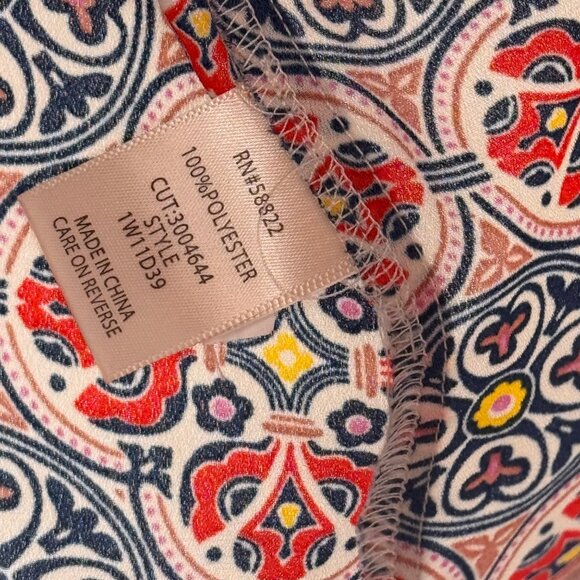 RN#58822
100%POLYESTER
CUT:3004644
STYLE
1W11D39
MADE IN CHINA
CARE ON REVERSE